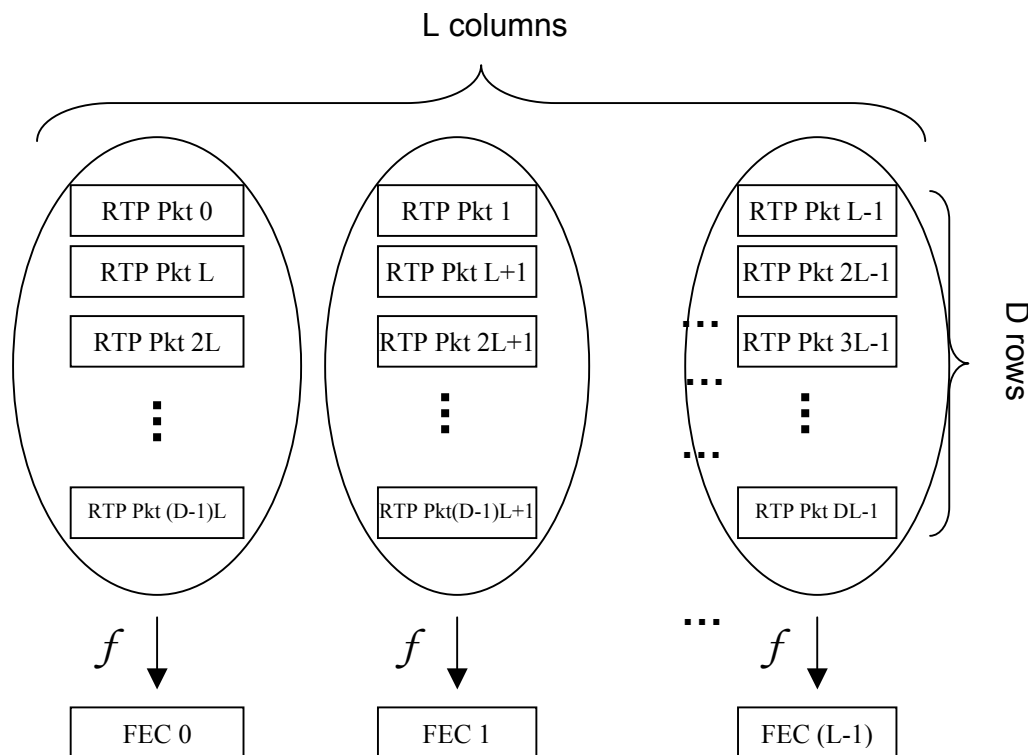 L columns
RTP Pkt 0
RTP Pkt 1
RTP Pkt L-1
RTP Pkt L
RTP Pkt L+1
RTP Pkt 2L-1
RTP Pkt 2L
RTP Pkt 2L+1
...
RTP Pkt 3L-1
...
...
RTP Pkt (D-1)L
RTP Pkt(D-1)L+1
RTP Pkt DL-1
D rows
f
f
...
f
FEC 0
FEC 1
FEC (L-1)